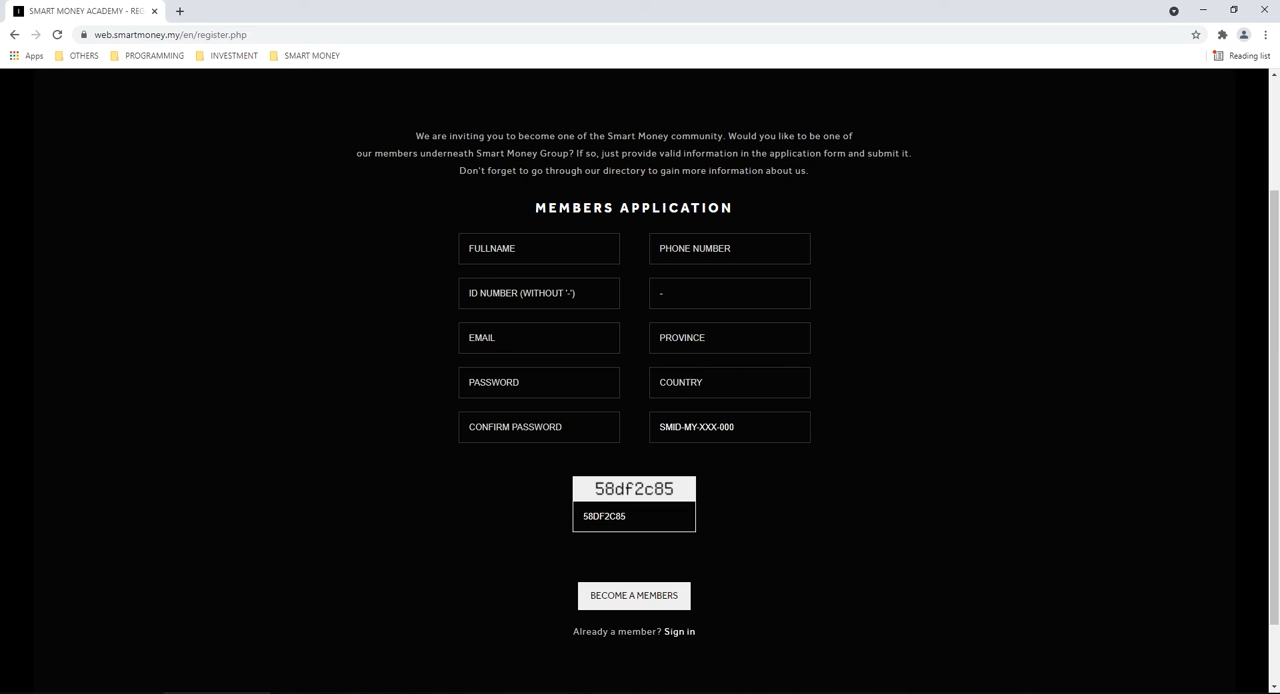 SMART MONEY ACADEMY - REG
web.smartmoney.my/en/register.php
Apps OTHERS PROGRAMMING INVESTMENT SMART MONEY Reading list
We are inviting you to become one of the Smart Money community. Would you like to be one of
our members underneath Smart Money Group? If so, just provide valid information in the application form and submit it.
Don't forget to go through our directory to gain more information about us.
MEMBERS APPLICATION
FULLNAME PHONE NUMBER
ID NUMBER (WITHOUT '-') -
EMAIL PROVINCE
PASSWORD COUNTRY
CONFIRM PASSWORD SMID-MY-XXX-000
58df2c85
58DF2C85
BECOME A MEMBERS
Already a member? Sign in